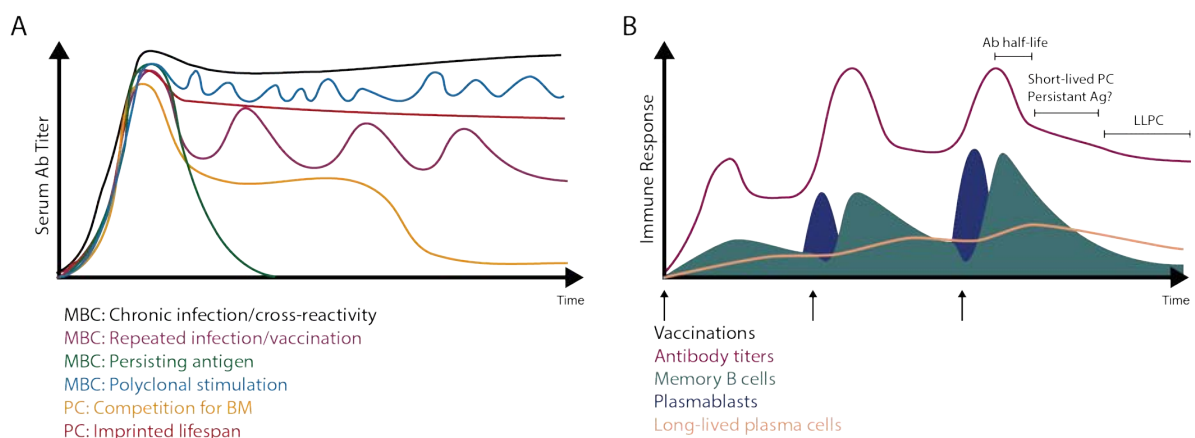 A
Serum Ab Titer
Time
MBC: Chronic infection/cross-reactivity
MBC: Repeated infection/vaccination
MBC: Persisting antigen
MBC: Polyclonal stimulation
PC: Competition for BM
PC: Imprinted lifespan
B
Immune Response
Ab half-life
Short-lived PC
Persistant Ag?
LLPC
Time
Vaccinations
Antibody titers
Memory B cells
Plasmablasts
Long-lived plasma cells